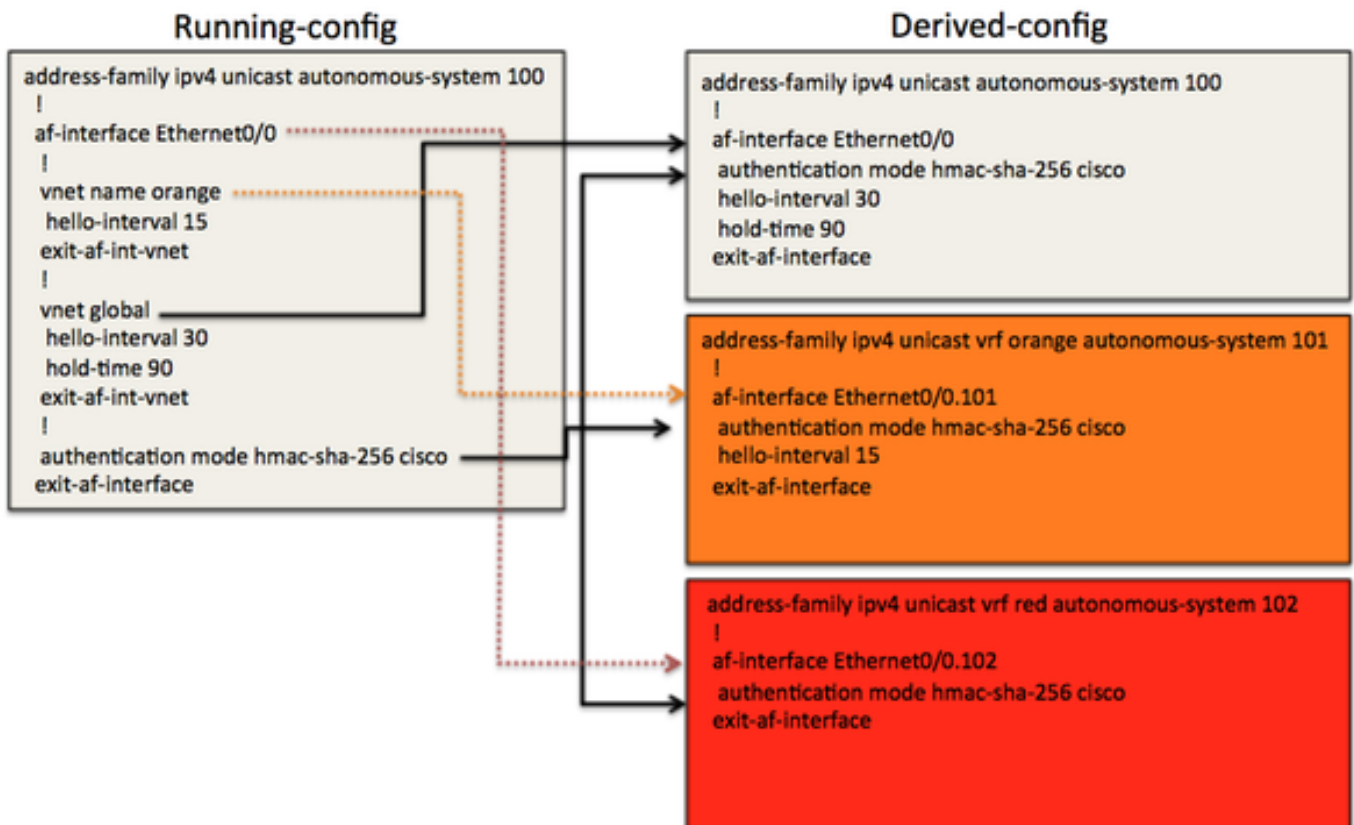 Running-config
address-family ipv4 unicast autonomous-system 100
!
af-interface Ethernet0/0
!
vnet name orange
hello-interval 15
exit-af-int-vnet
!
vnet global
hello-interval 30
hold-time 90
exit-af-int-vnet
!
authentication mode hmac-sha-256 cisco
exit-af-interface
Derived-config
address-family ipv4 unicast autonomous-system 100
!
af-interface Ethernet0/0
authentication mode hmac-sha-256 cisco
hello-interval 30
hold-time 90
exit-af-interface
address-family ipv4 unicast vrf orange autonomous-system 101
!
af-interface Ethernet0/0.101
authentication mode hmac-sha-256 cisco
hello-interval 15
exit-af-interface
address-family ipv4 unicast vrf red autonomous-system 102
!
af-interface Ethernet0/0.102
authentication mode hmac-sha-256 cisco
exit-af-interface